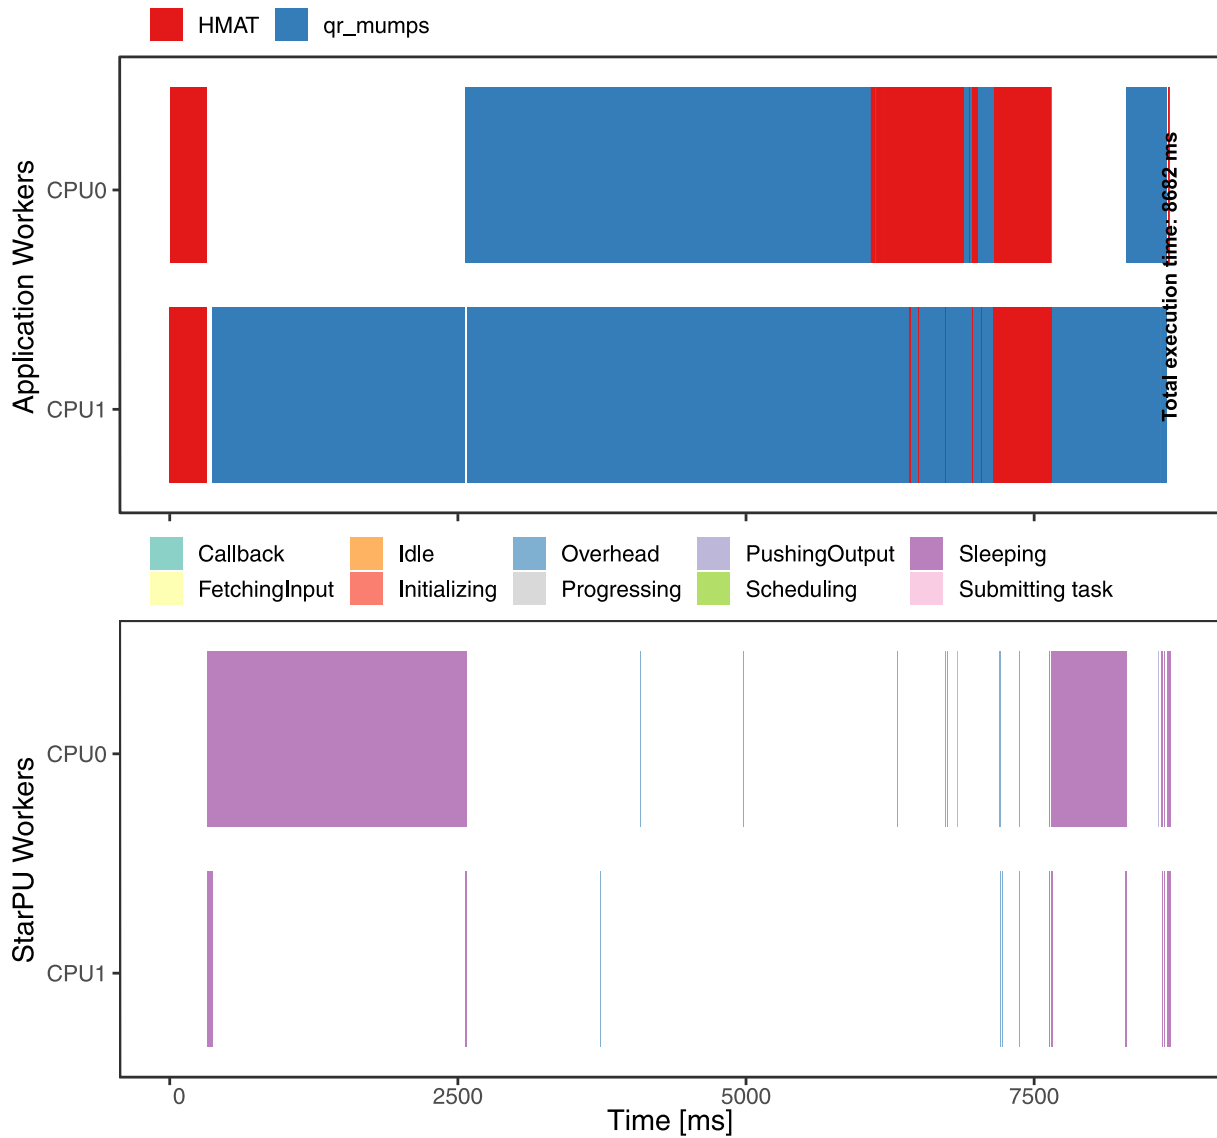 HMAT qr_mumps
Application Workers
CPU0
CPU1
Total execution time: 8682 ms
Callback Idle Overhead PushingOutput Sleeping
FetchingInput Initializing Progressing Scheduling Submitting task
StarPU Workers
CPU0
CPU1
0 2500 5000 7500
Time [ms]